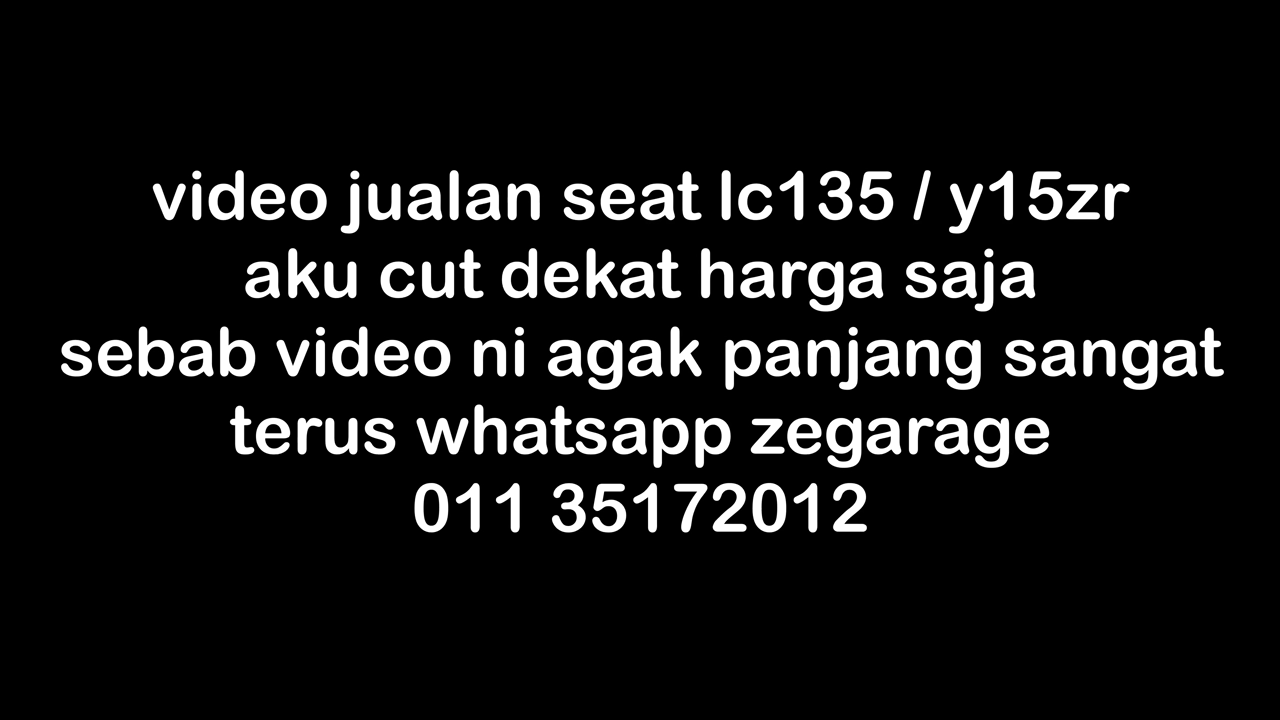 video jualan seat lc135 / y15zr
aku cut dekat harga saja
sebab video ni agak panjang sangat
terus whatsapp zegarage
011 35172012